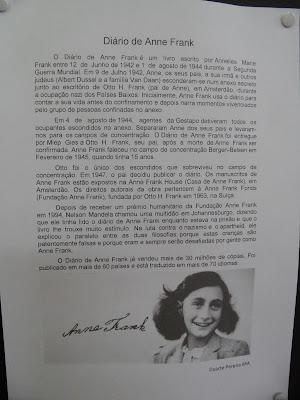 Diário de Anne Frank
O Diário de Anne Frank é um livro escrito por Annelies Marie
Frank entre 12 de Junho de 1942 e 1 de agosto de 1944 durante a Segunda
Guerra Mundial. Em 9 de Julho de 1942, Anne, os seus pais, a sua irmã e outros
judeus (Albert Dussel e a família Van Daan) esconderam-se num anexo secreto
junto ao escritório de Otto H. Frank (pai de Anne), em Amsterdão, durante
a ocupação nazi dos Países Baixos. Inicialmente, Anne Frank usa o diário para
contar a sua vida antes do confinamento e depois narra momentos vivenciados
pelo grupo de pessoas confinadas no anexo.
Em 4 de agosto de 1944, agentes da Gestapo detiveram todos os
ocupantes escondidos no anexo. Separaram Anne dos seus pais e levaram-
nos para os campos de concentração. O Diário de Anne Frank foi entregue
por Miep Gies a Otto H. Frank, seu pai, após a morte de Anne Frank ser
confirmada. Anne Frank faleceu no campo de concentração Bergen-Belsen em
Fevereiro de 1945, quando tinha 15 anos.
Otto foi o único dos escondidos que sobreviveu no campo de
concentração. Em 1947, o pai decidiu publicar o diário. Os manuscritos de
Anne Frank estão expostos na Anne Frank House (Casa de Anne Frank), em
Amsterdão. Os direitos autorais da obra pertencem à Anne Frank Fonds
(Fundação Anne Frank), fundada por Otto H. Frank em 1963, na Suíça.
Depois de receber um prémio humanitário da Fundação Anne Frank
em 1994, Nelson Mandela chamou uma multidão em Johannesburgo, dizendo
que ele tinha lido o diário de Anne Frank enquanto estava na prisão e que o
livro lhe trouxe muito estímulo. Na luta contra o nazismo e o apartheid, ele
explicou o paralelo entre as duas filosofias porque estas crenças são
patentemente falsas e porque eram e sempre serão desafiadas por gente como
Anne Frank.
O Diário de Anne Frank já vendeu mais de 30 milhões de cópias. Foi
publicado em mais de 60 países e está traduzido em mais de 70 idiomas.
Anne Frank
Duarte Pereira 6ºA